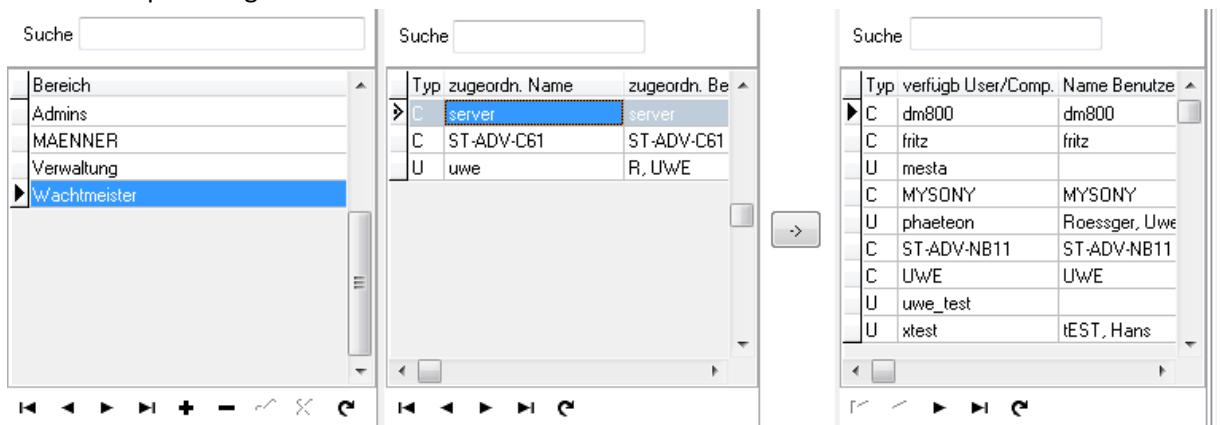 Suche
Bereich
Admins
MAENNER
Verwaltung
Wachtmeister
Suche
Typ zugeordn. Name zugeordn. Be
C server server
C ST-ADV-C61 ST-ADV-C61
U uwe R, UWE
->
Suche
Typ verfügb User/Comp. Name Benutze
C dm800 dm800
C fritz fritz
U mesta
C MYSONY MYSONY
U phaeteon Roessger, Uwe
C ST-ADV-NB11 ST-ADV-NB11
C UWE UWE
U uwe_test
U xtest tEST, Hans